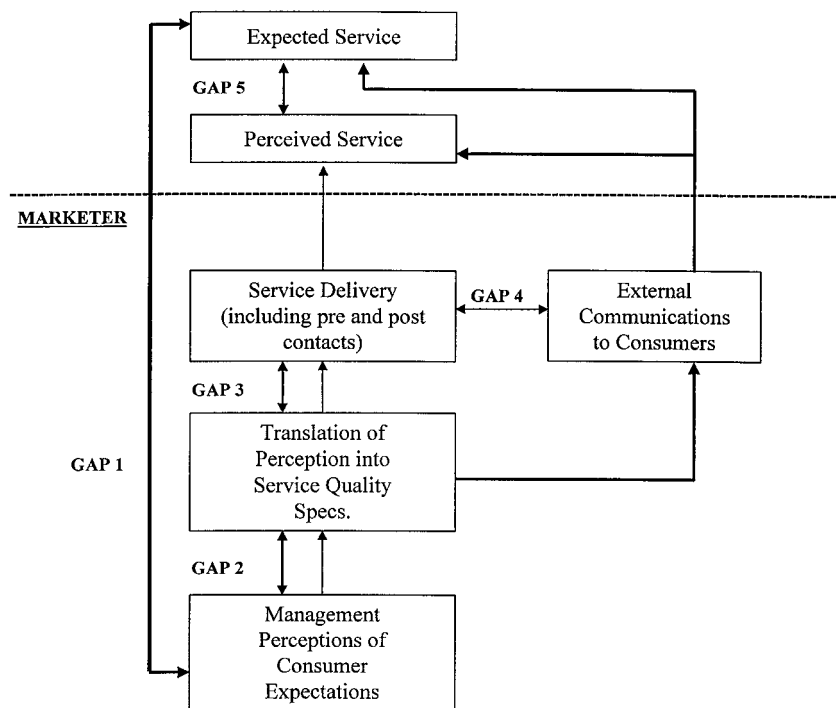 Expected Service
GAP 5
Perceived Service
MARKETER
Service Delivery
(including pre and post
contacts)
GAP 4
External
Communications
to Consumers
GAP 3
Translation of
Perception into
Service Quality
Specs.
GAP 1
GAP 2
Management
Perceptions of
Consumer
Expectations